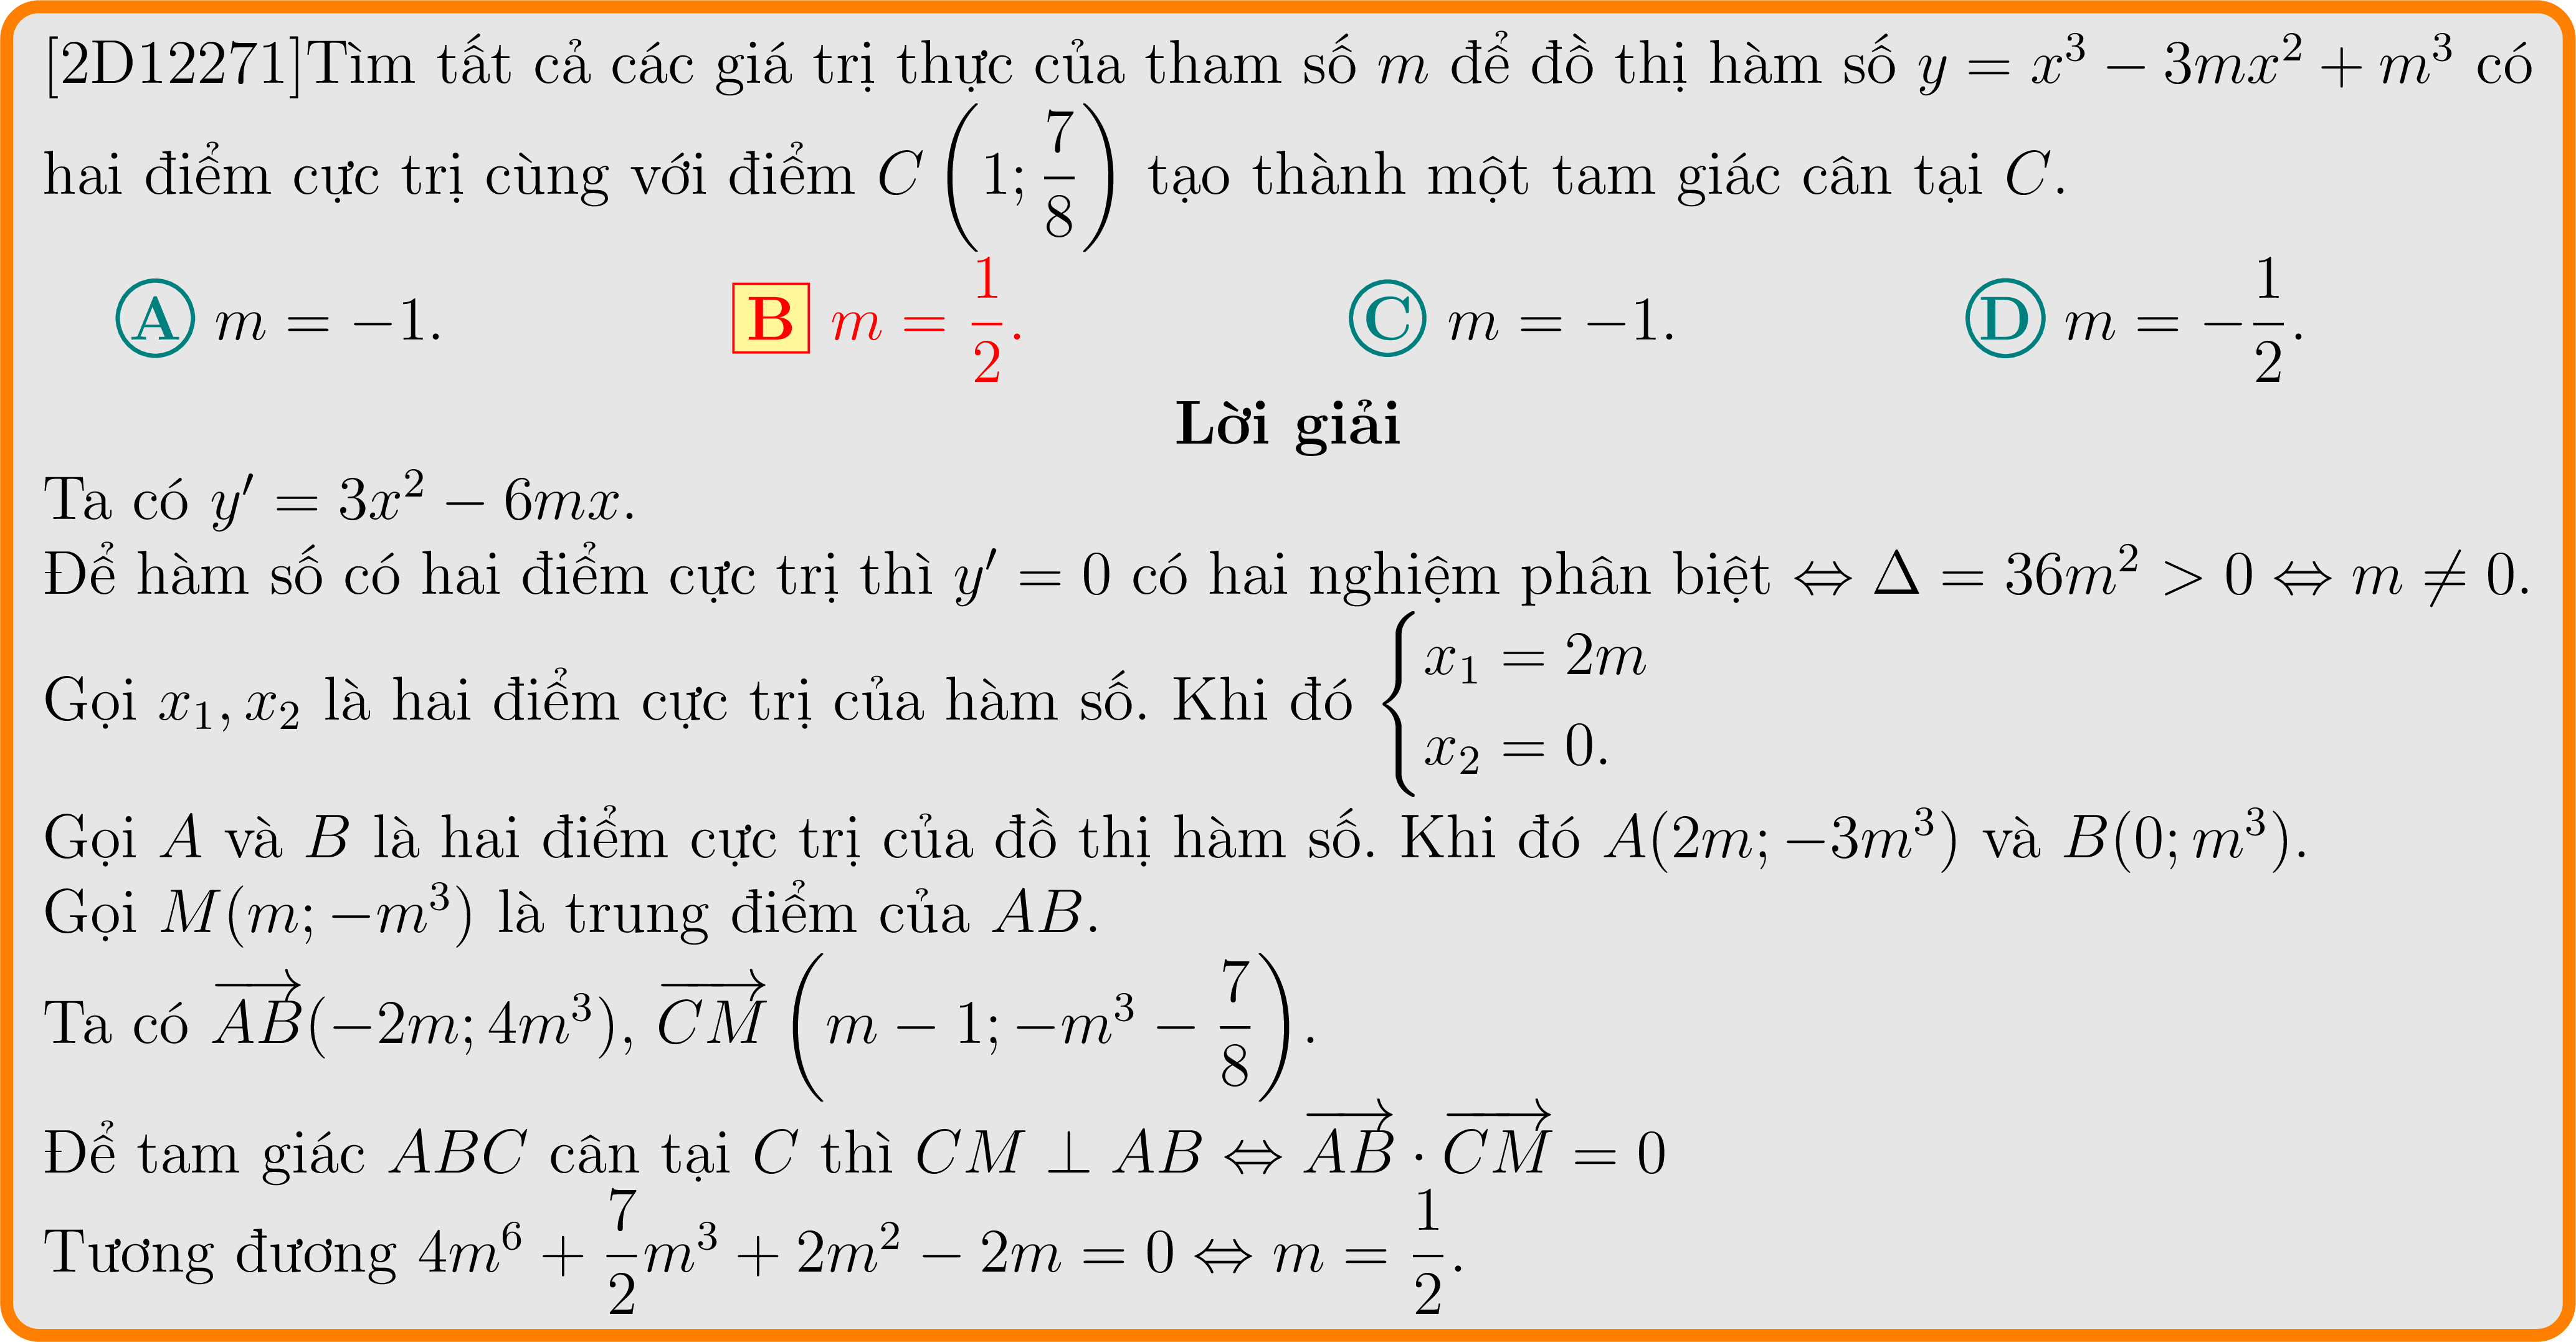 [2D12271]Tìm tất cả các giá trị thực của tham số $m$ để đồ thị hàm số $y = x^3 - 3mx^2 + m^3$ có
hai điểm cực trị cùng với điểm $C\left(1; \dfrac{7}{8}\right)$ tạo thành một tam giác cân tại $C$.
A $m = -1$. B $m = \dfrac{1}{2}$. C $m = -1$. D $m = -\dfrac{1}{2}$.
Lời giải
Ta có $y' = 3x^2 - 6mx$.
Để hàm số có hai điểm cực trị thì $y' = 0$ có hai nghiệm phân biệt $\Leftrightarrow \Delta = 36m^2 > 0 \Leftrightarrow m \neq 0$.
Gọi $x_1, x_2$ là hai điểm cực trị của hàm số. Khi đó $\begin{cases} x_1 = 2m \\ x_2 = 0. \end{cases}$
Gọi $A$ và $B$ là hai điểm cực trị của đồ thị hàm số. Khi đó $A(2m; -3m^3)$ và $B(0; m^3)$.
Gọi $M(m; -m^3)$ là trung điểm của $AB$.
Ta có $\overrightarrow{AB}(-2m; 4m^3)$, $\overrightarrow{CM}\left(m - 1; -m^3 - \dfrac{7}{8}\right)$.
Để tam giác $ABC$ cân tại $C$ thì $CM \perp AB \Leftrightarrow \overrightarrow{AB} \cdot \overrightarrow{CM} = 0$
Tương đương $4m^6 + \dfrac{7}{2}m^3 + 2m^2 - 2m = 0 \Leftrightarrow m = \dfrac{1}{2}$.